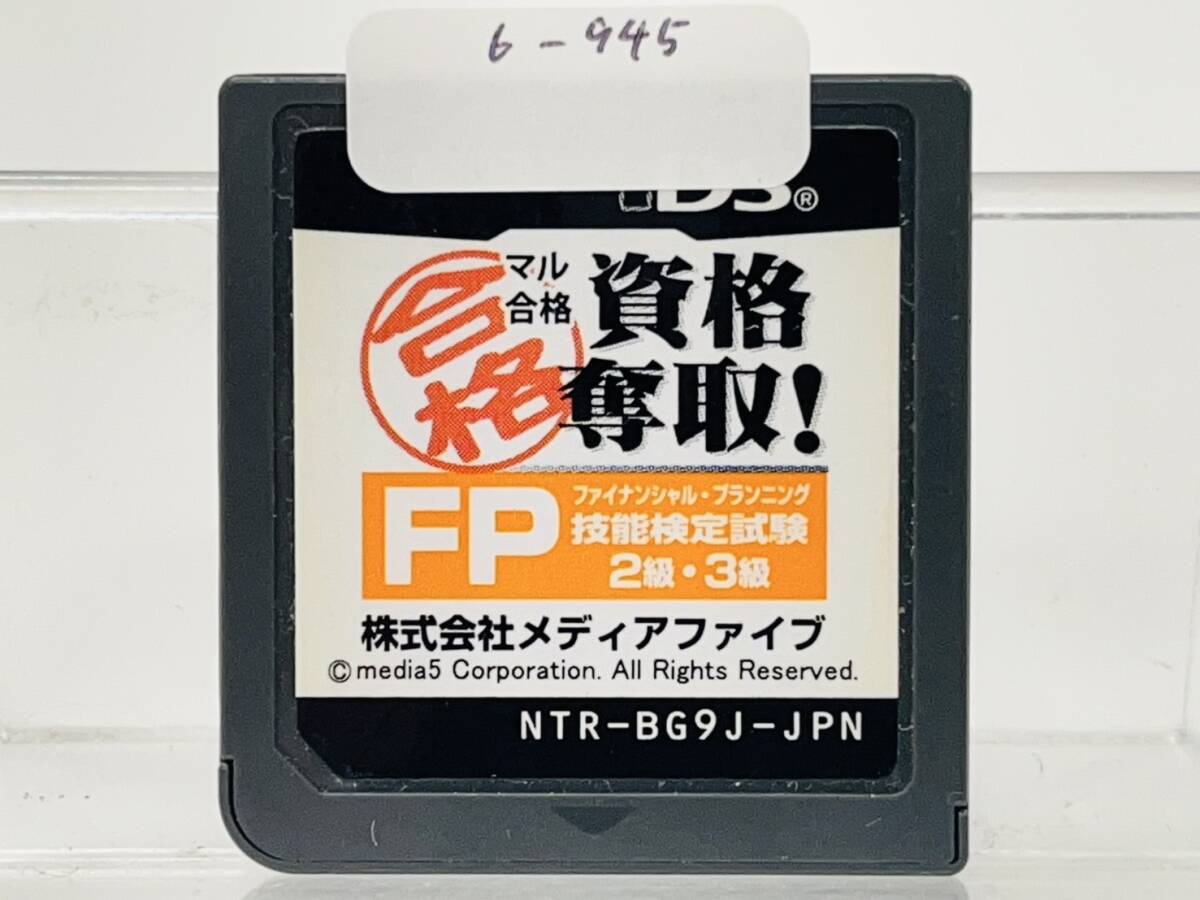 6-945
DS®
合格
マル
合格
資格
奪取!
FP
ファイナンシャル・プランニング
技能検定試験
2級・3級
株式会社メディアファイブ
©media5 Corporation. All Rights Reserved.
NTR-BG9J-JPN